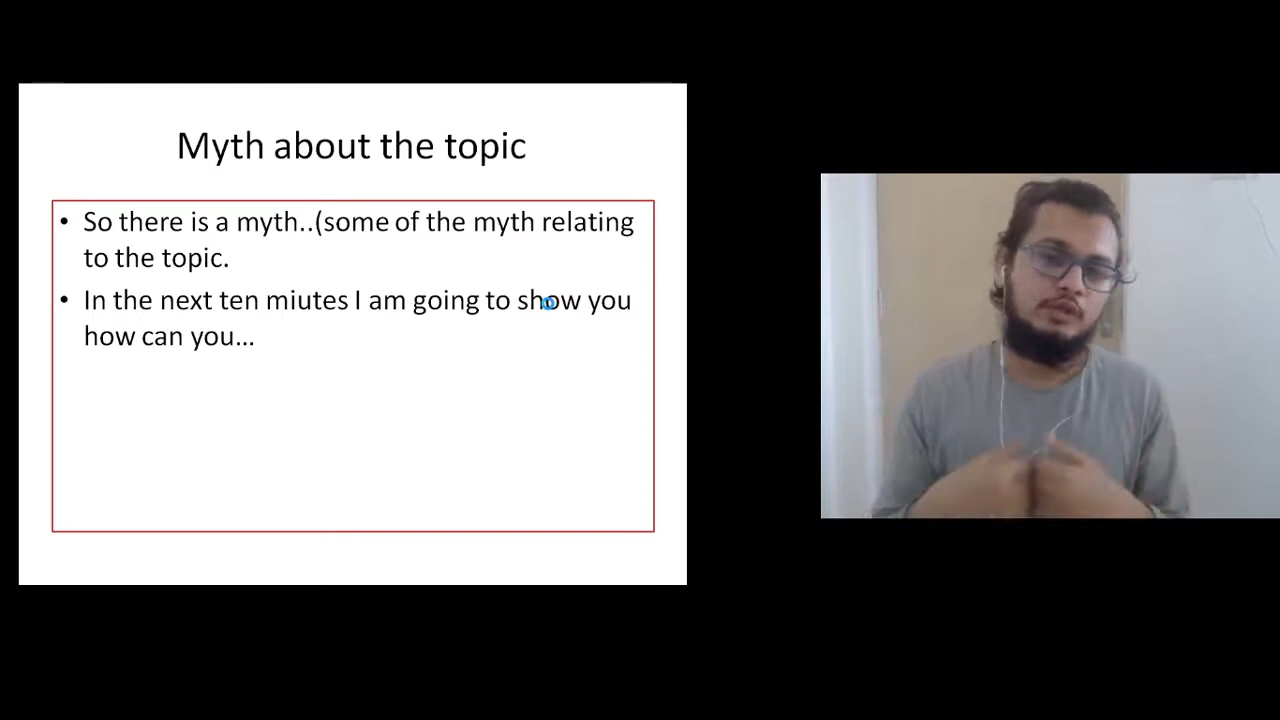 Myth about the topic
• So there is a myth..(some of the myth relating
to the topic.
• In the next ten miutes I am going to show you
how can you…